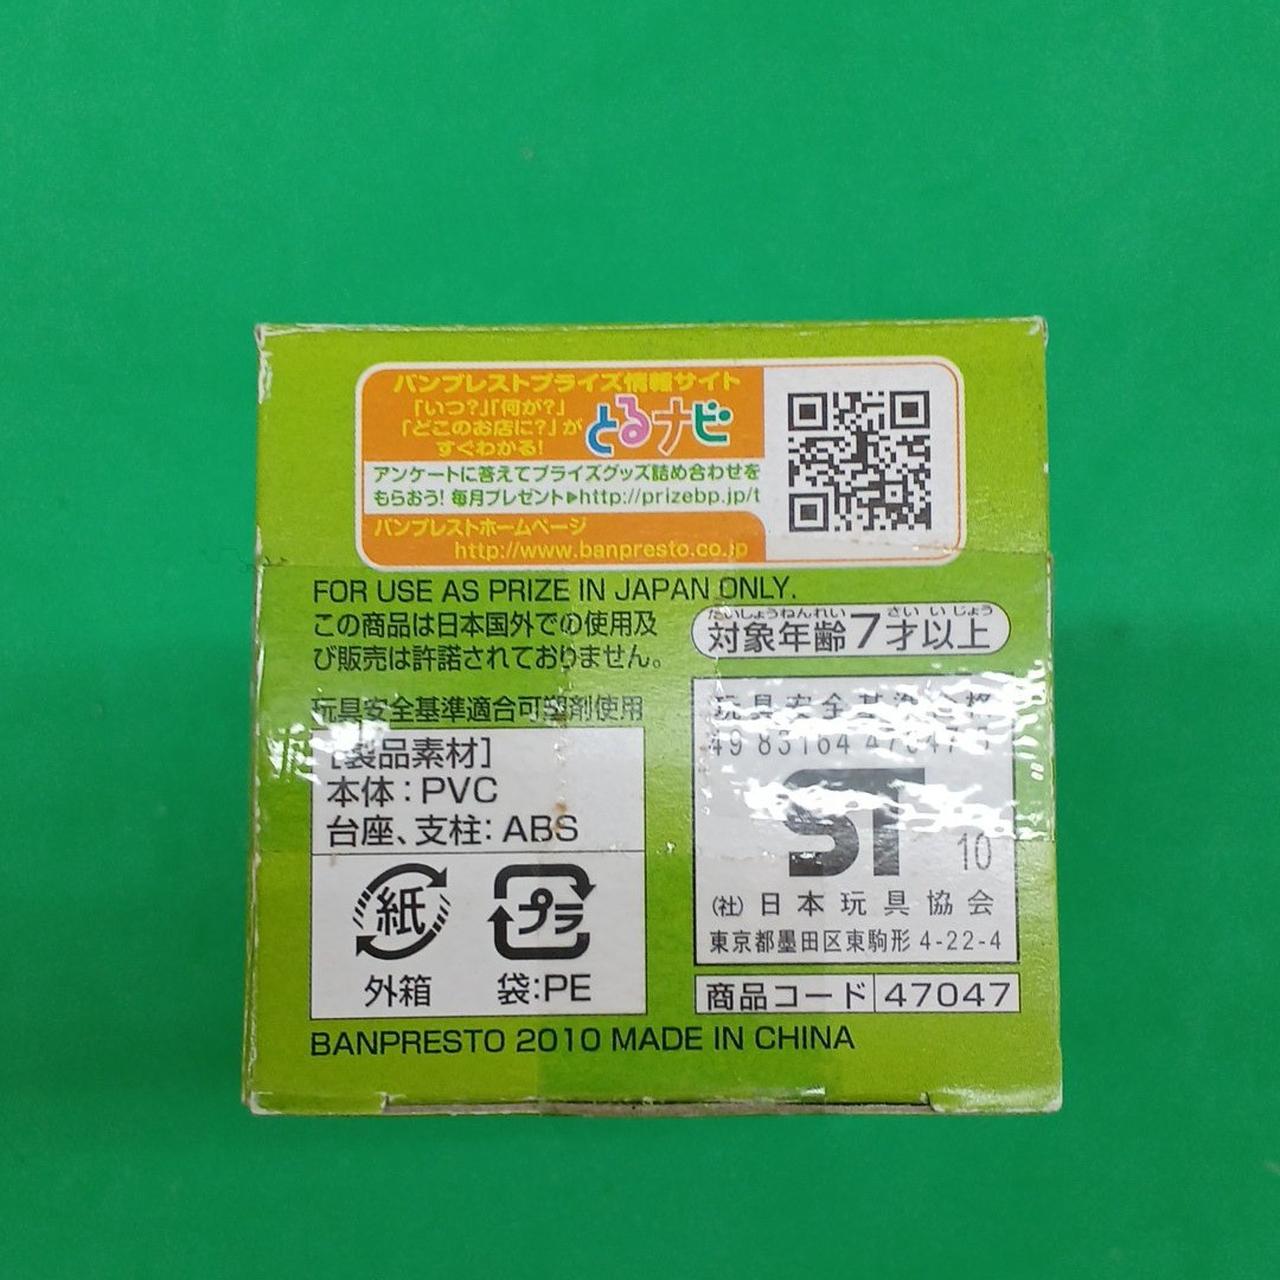 バンプレストプライズ情報サイト
「いつ?」「何が?」
「どこのお店に?」が
すぐわかる!
とるナビ
アンケートに答えてプライズグッズ詰め合わせを
もらおう! 毎月プレゼント▶http://prizebp.jp/t
バンプレストホームページ
http://www.banpresto.co.jp
FOR USE AS PRIZE IN JAPAN ONLY.
この商品は日本国外での使用及
び販売は許諾されておりません。
たいしょうねんれい さい いじょう
対象年齢7才以上
玩具安全基準適合可塑剤使用
[製品素材]
本体:PVC
台座、支柱:ABS
紙
外箱
プラ
袋:PE
玩具安全基準合格
49 83164
ST
10
(社)日本玩具協会
東京都墨田区東駒形 4-22-4
商品コード 47047
BANPRESTO 2010 MADE IN CHINA